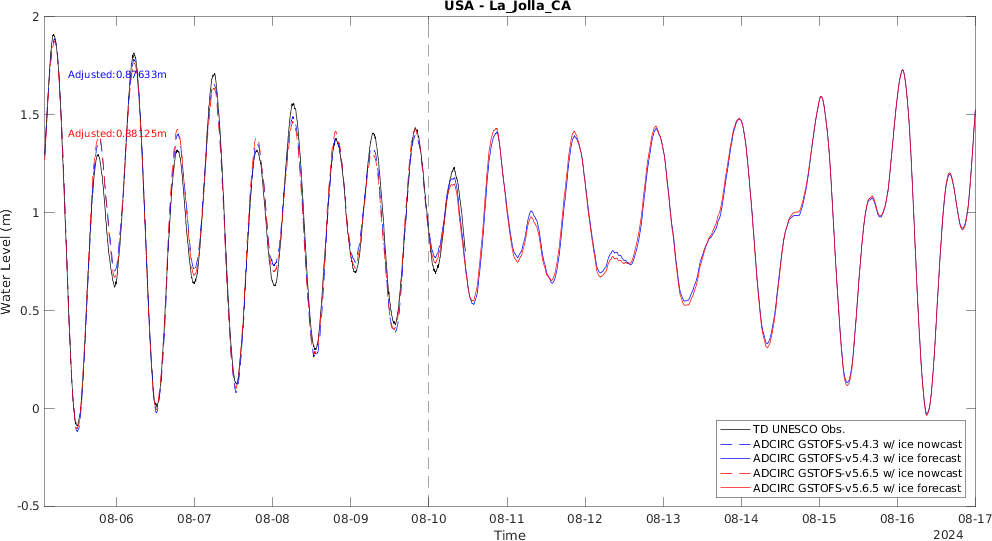 USA - La_Jolla_CA
2
1.5
1
0.5
0
-0.5
Water Level (m)
Adjusted:0.87633m
Adjusted:0.88125m
TD UNESCO Obs.
ADCIRC GSTOFS-v5.4.3 w/ ice nowcast
ADCIRC GSTOFS-v5.4.3 w/ ice forecast
ADCIRC GSTOFS-v5.6.5 w/ ice nowcast
ADCIRC GSTOFS-v5.6.5 w/ ice forecast
08-06 08-07 08-08 08-09 08-10 08-11 08-12 08-13 08-14 08-15 08-16 08-17
Time
2024